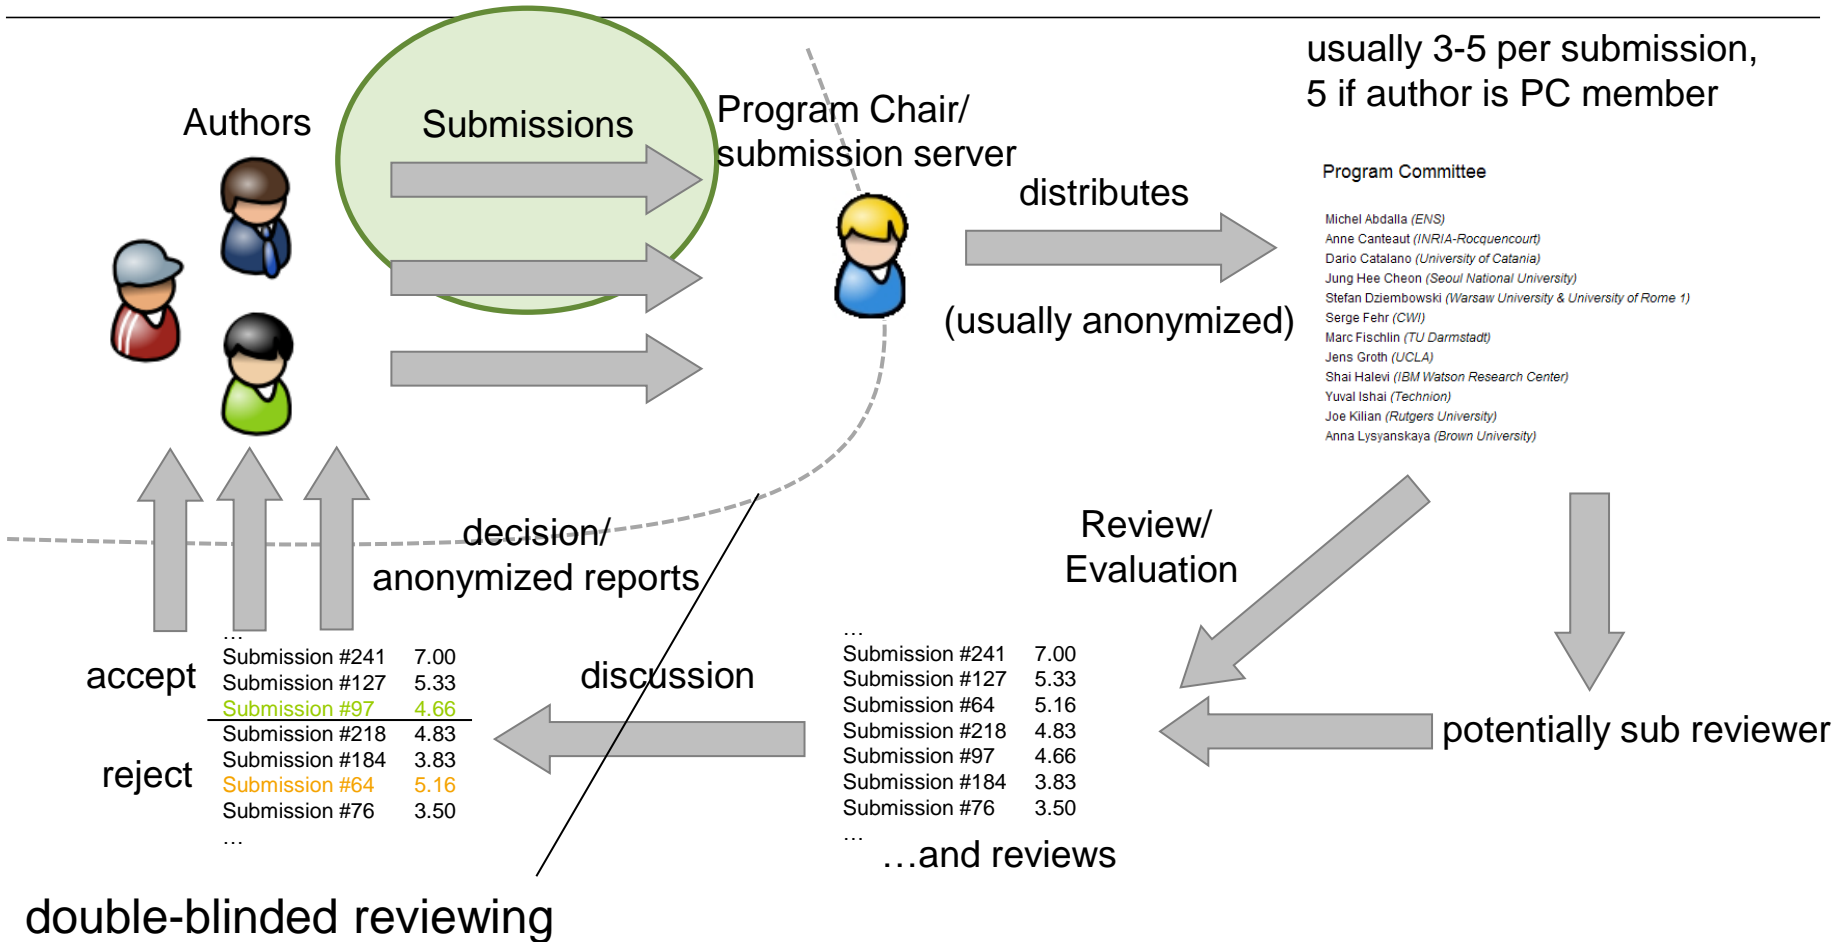 usually 3-5 per submission,
5 if author is PC member
Authors
Submissions
Program Chair/
submission server
distributes
(usually anonymized)
Program Committee
Michel Abdalla (ENS)
Anne Canteaut (INRIA-Rocquencourt)
Dario Catalano (University of Catania)
Jung Hee Cheon (Seoul National University)
Stefan Dziembowski (Warsaw University & University of Rome 1)
Serge Fehr (CWI)
Marc Fischlin (TU Darmstadt)
Jens Groth (UCLA)
Shai Halevi (IBM Watson Research Center)
Yuval Ishai (Technion)
Joe Kilian (Rutgers University)
Anna Lysyanskaya (Brown University)
Review/
Evaluation
potentially sub reviewer
…
Submission #241 7.00
Submission #127 5.33
Submission #64 5.16
Submission #218 4.83
Submission #97 4.66
Submission #184 3.83
Submission #76 3.50
…
…and reviews
discussion
decision/
anonymized reports
accept
reject
…
Submission #241 7.00
Submission #127 5.33
Submission #97 4.66
Submission #218 4.83
Submission #184 3.83
Submission #64 5.16
Submission #76 3.50
…
double-blinded reviewing